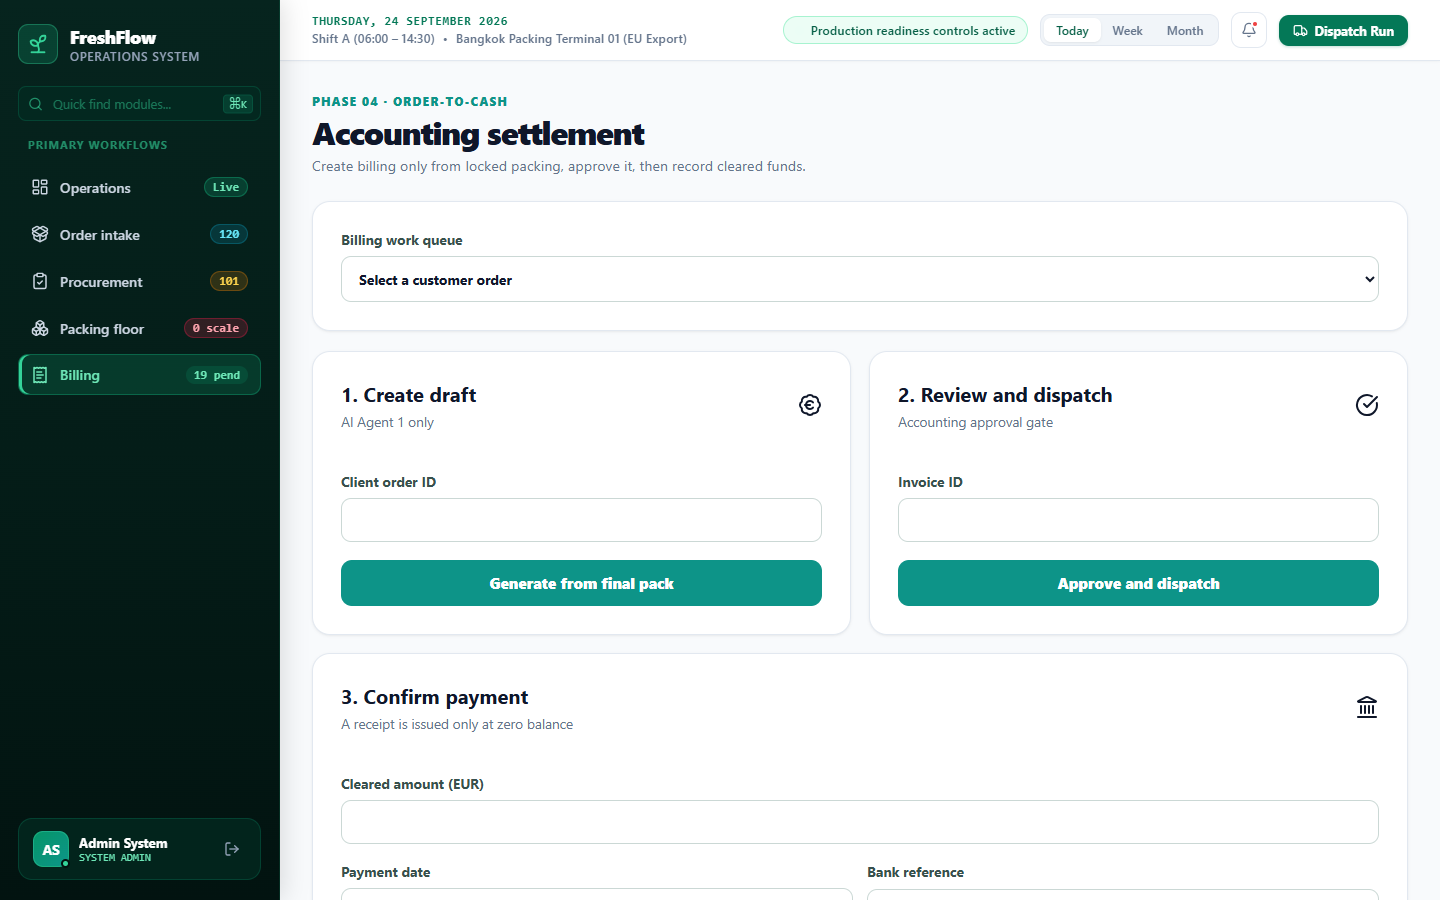 FreshFlow
OPERATIONS SYSTEM
Quick find modules...
⌘K
PRIMARY WORKFLOWS
Operations
Live
Order intake
120
Procurement
101
Packing floor
0 scale
Billing
19 pend
AS
Admin System
SYSTEM ADMIN
THURSDAY, 24 SEPTEMBER 2026
Shift A (06:00 – 14:30) • Bangkok Packing Terminal 01 (EU Export)
Production readiness controls active
Today
Week
Month
Dispatch Run
PHASE 04 · ORDER-TO-CASH
Accounting settlement
Create billing only from locked packing, approve it, then record cleared funds.
Billing work queue
Select a customer order
1. Create draft
AI Agent 1 only
Client order ID
Generate from final pack
2. Review and dispatch
Accounting approval gate
Invoice ID
Approve and dispatch
3. Confirm payment
A receipt is issued only at zero balance
Cleared amount (EUR)
Payment date
Bank reference